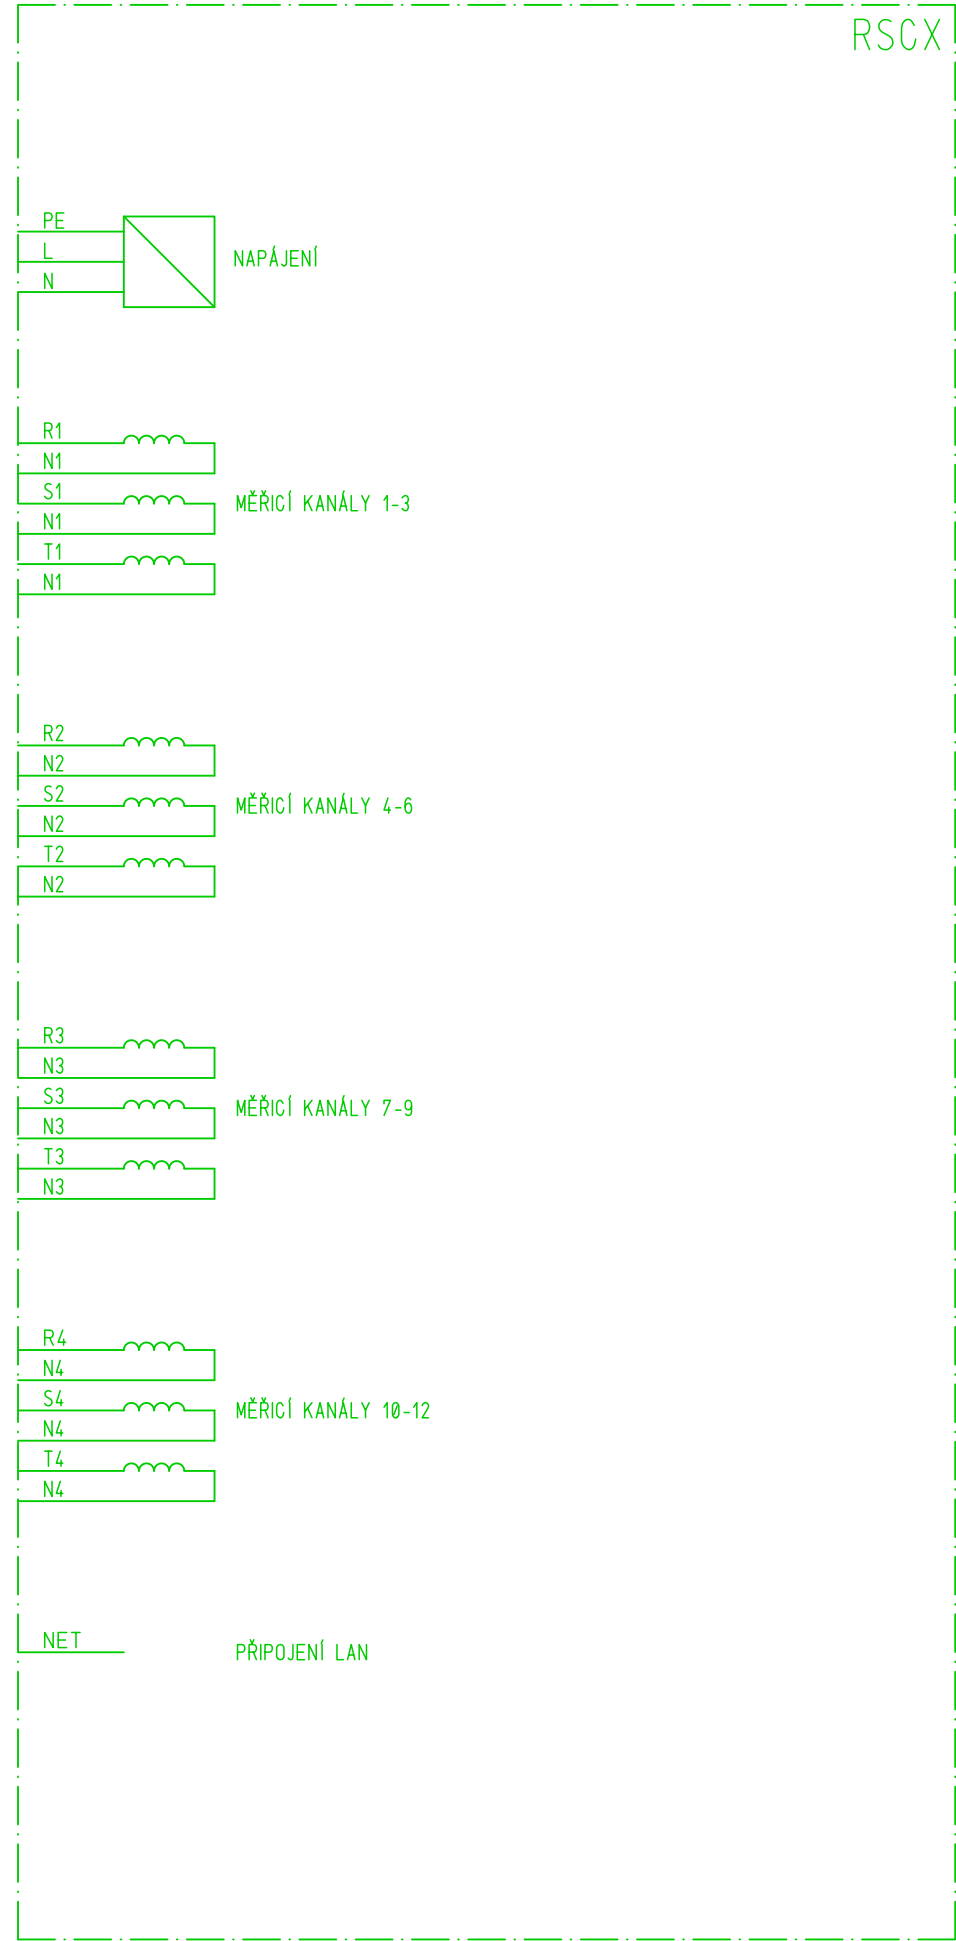 RSCX
PE
L
NAPÁJENÍ
N
R1
N1
S1
MĚŘICÍ KANÁLY 1-3
N1
T1
N1
R2
N2
S2
MĚŘICÍ KANÁLY 4-6
N2
T2
N2
R3
N3
S3
MĚŘICÍ KANÁLY 7-9
N3
T3
N3
R4
N4
S4
MĚŘICÍ KANÁLY 10-12
N4
T4
N4
NET
PŘIPOJENÍ LAN